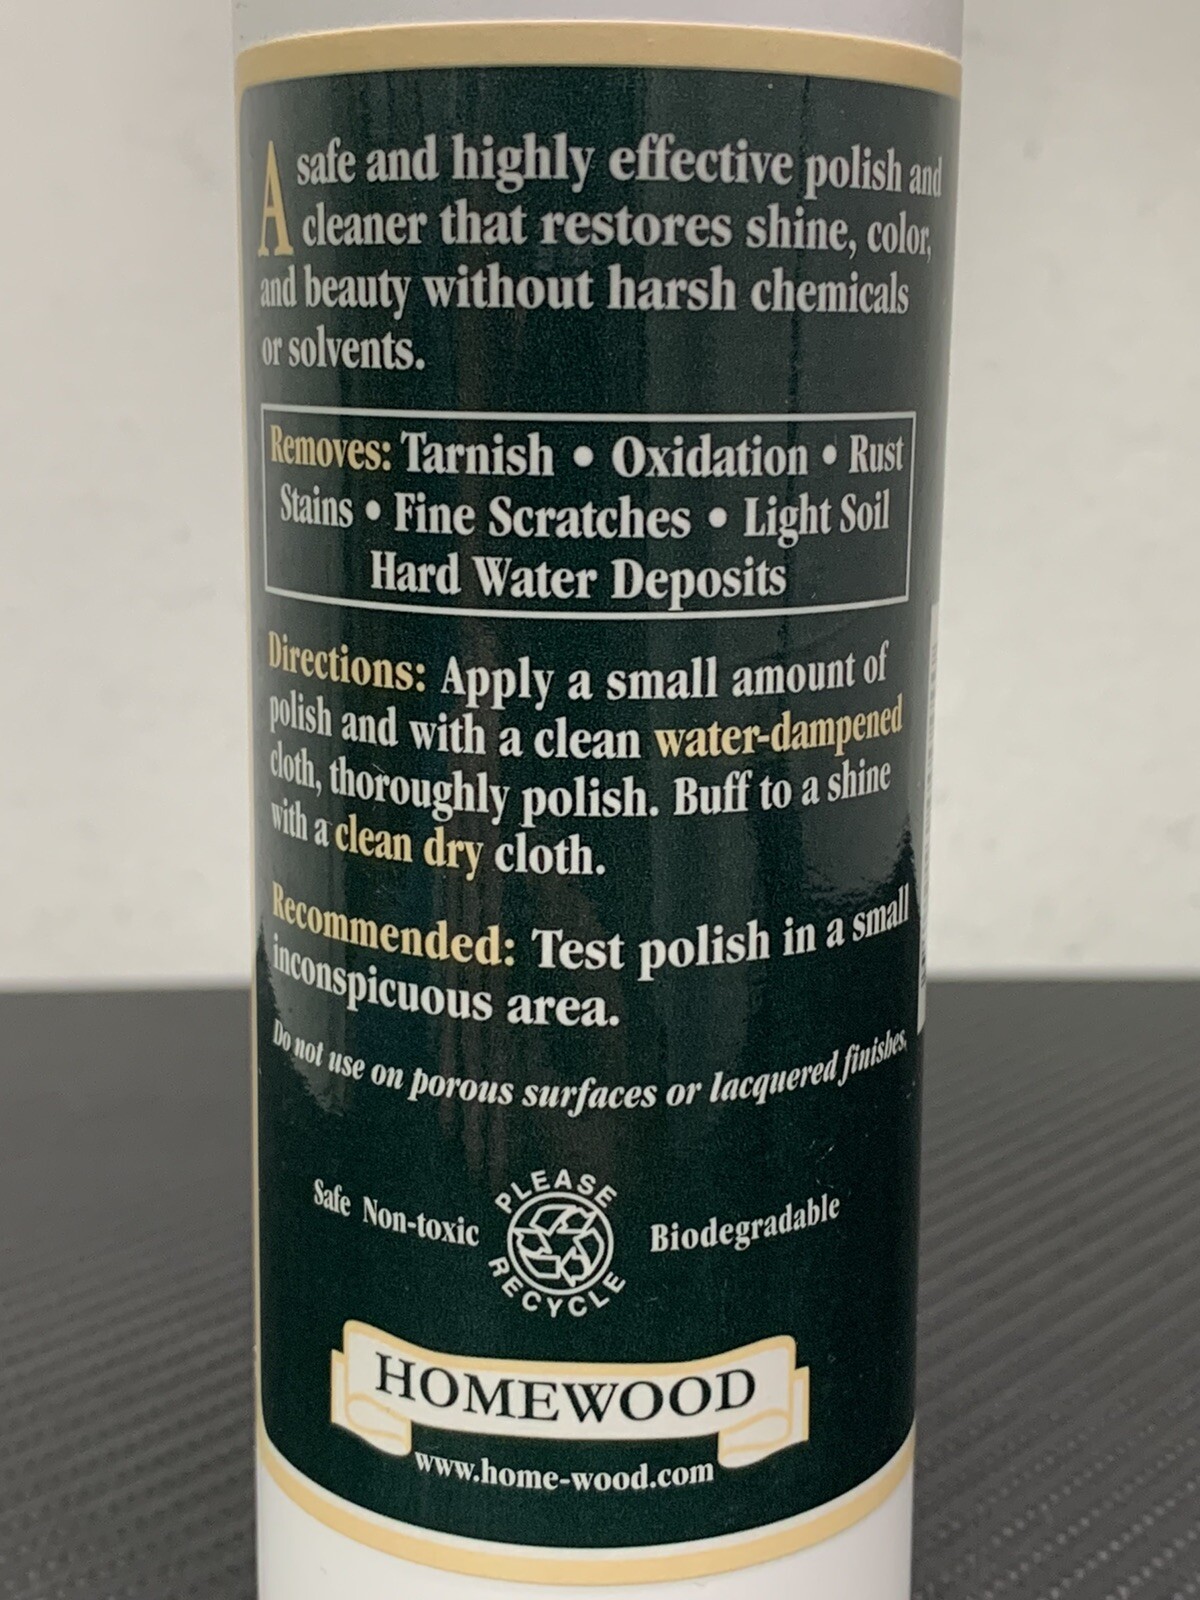 A safe and highly effective polish and
cleaner that restores shine, color,
and beauty without harsh chemicals
or solvents.
Removes: Tarnish • Oxidation • Rust
Stains • Fine Scratches • Light Soil
Hard Water Deposits
Directions: Apply a small amount of
polish and with a clean water-dampened
cloth, thoroughly polish. Buff to a shine
with a clean dry cloth.
Recommended: Test polish in a small
inconspicuous area.
Do not use on porous surfaces or lacquered finishes.
Safe Non-toxic
PLEASE
RECYCLE
Biodegradable
HOMEWOOD
www.home-wood.com